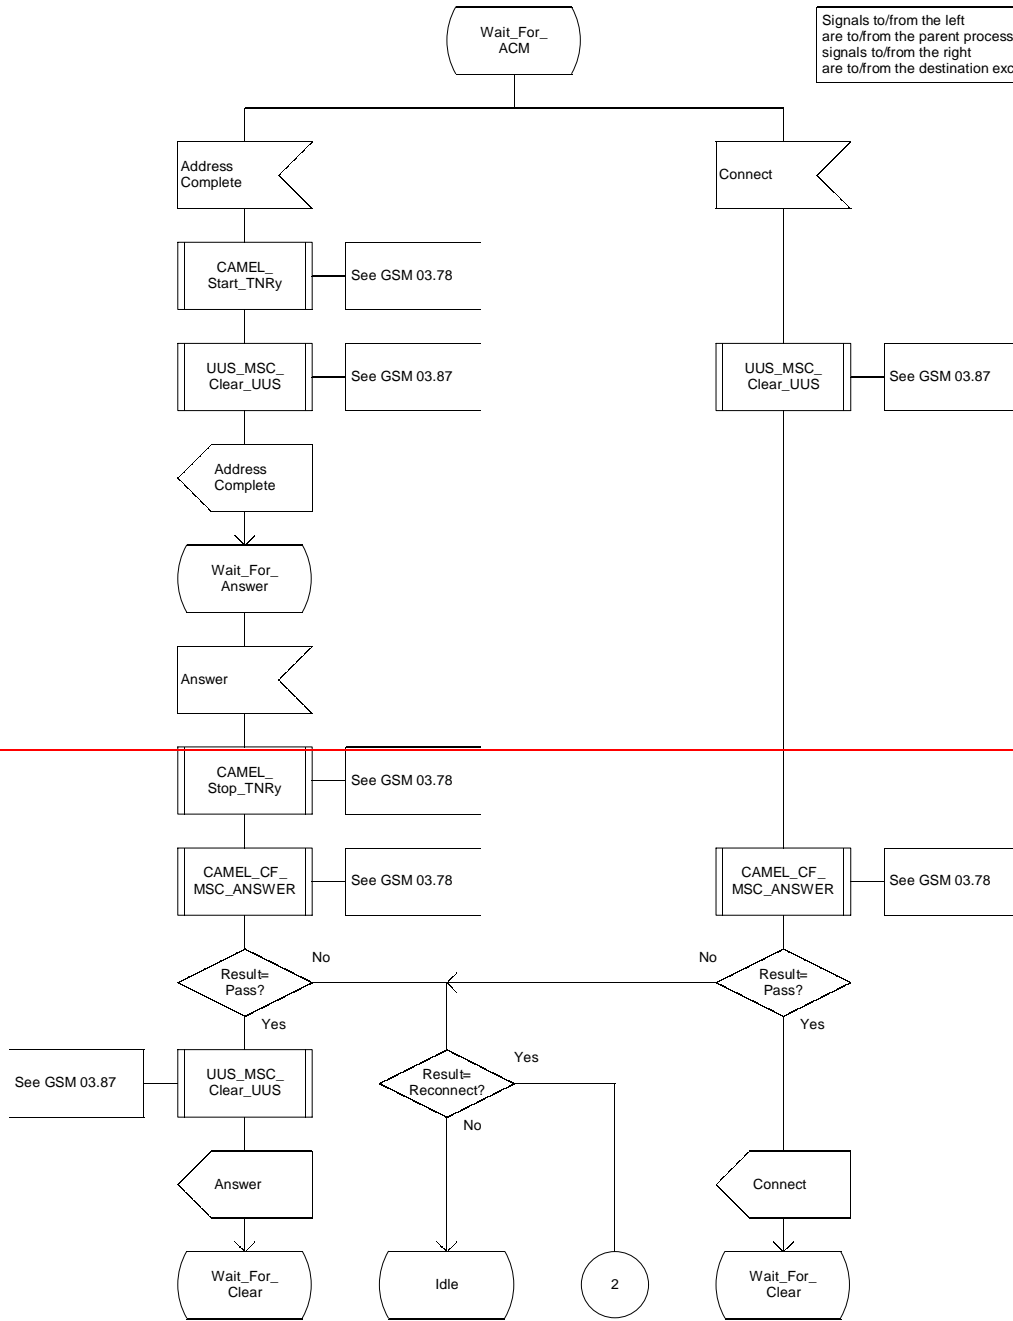 Wait_For_
ACM
Signals to/from the left
are to/from the parent process
signals to/from the right
are to/from the destination exc
Address
Complete
Connect
CAMEL_
Start_TNRy
See GSM 03.78
UUS_MSC_
Clear_UUS
See GSM 03.87
UUS_MSC_
Clear_UUS
See GSM 03.87
Address
Complete
Wait_For_
Answer
Answer
CAMEL_
Stop_TNRy
See GSM 03.78
CAMEL_CF_
MSC_ANSWER
See GSM 03.78
CAMEL_CF_
MSC_ANSWER
See GSM 03.78
Result=
Pass?
No
Yes
No
Result=
Pass?
Yes
See GSM 03.87
UUS_MSC_
Clear_UUS
Result=
Reconnect?
Yes
No
Answer
Connect
Wait_For_
Clear
Idle
2
Wait_For_
Clear